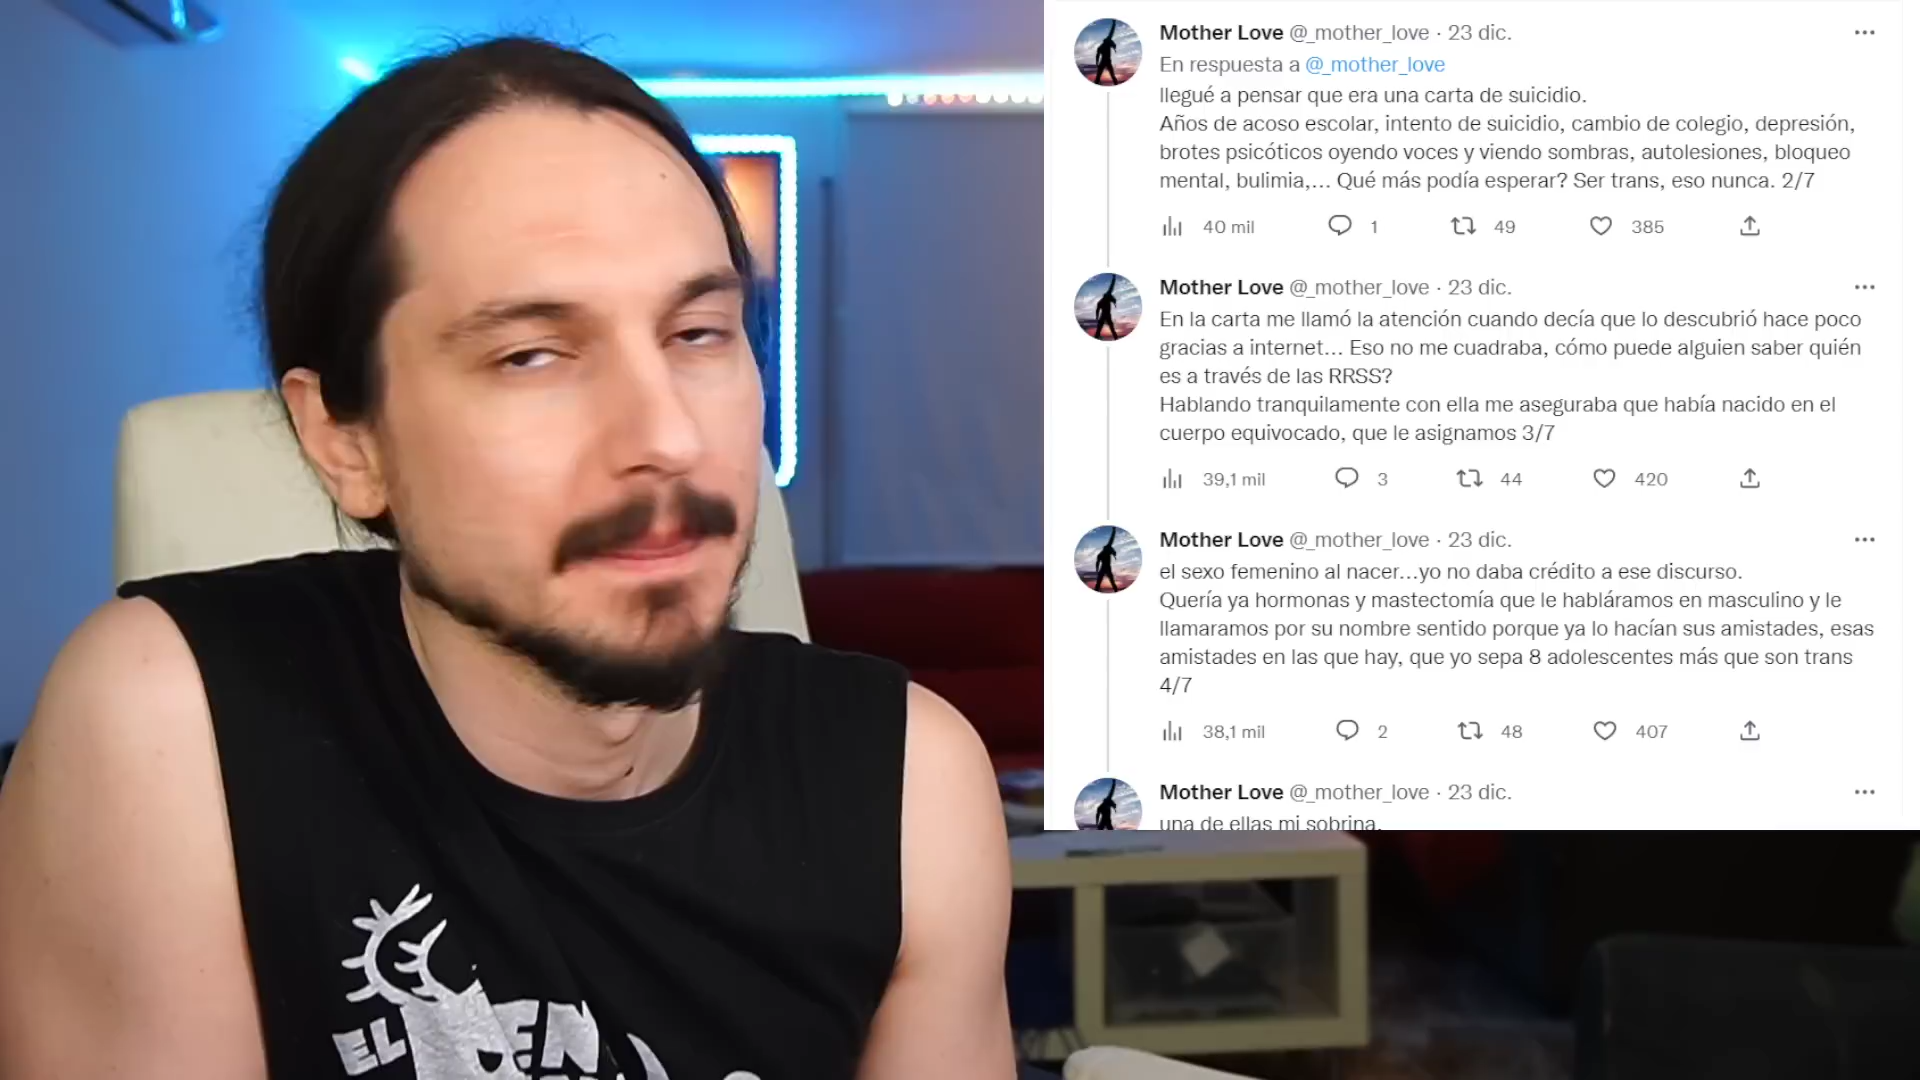 Mother Love @_mother_love · 23 dic.
En respuesta a @_mother_love
llegué a pensar que era una carta de suicidio.
Años de acoso escolar, intento de suicidio, cambio de colegio, depresión,
brotes psicóticos oyendo voces y viendo sombras, autolesiones, bloqueo
mental, bulimia,... Qué más podía esperar? Ser trans, eso nunca. 2/7
40 mil 1 49 385
Mother Love @_mother_love · 23 dic.
En la carta me llamó la atención cuando decía que lo descubrió hace poco
gracias a internet... Eso no me cuadraba, cómo puede alguien saber quién
es a través de las RRSS?
Hablando tranquilamente con ella me aseguraba que había nacido en el
cuerpo equivocado, que le asignamos 3/7
39,1 mil 3 44 420
Mother Love @_mother_love · 23 dic.
el sexo femenino al nacer...yo no daba crédito a ese discurso.
Quería ya hormonas y mastectomía que le habláramos en masculino y le
llamaramos por su nombre sentido porque ya lo hacían sus amistades, esas
amistades en las que hay, que yo sepa 8 adolescentes más que son trans
4/7
38,1 mil 2 48 407
Mother Love @_mother_love · 23 dic.
una de ellas mi sobrina.
EL